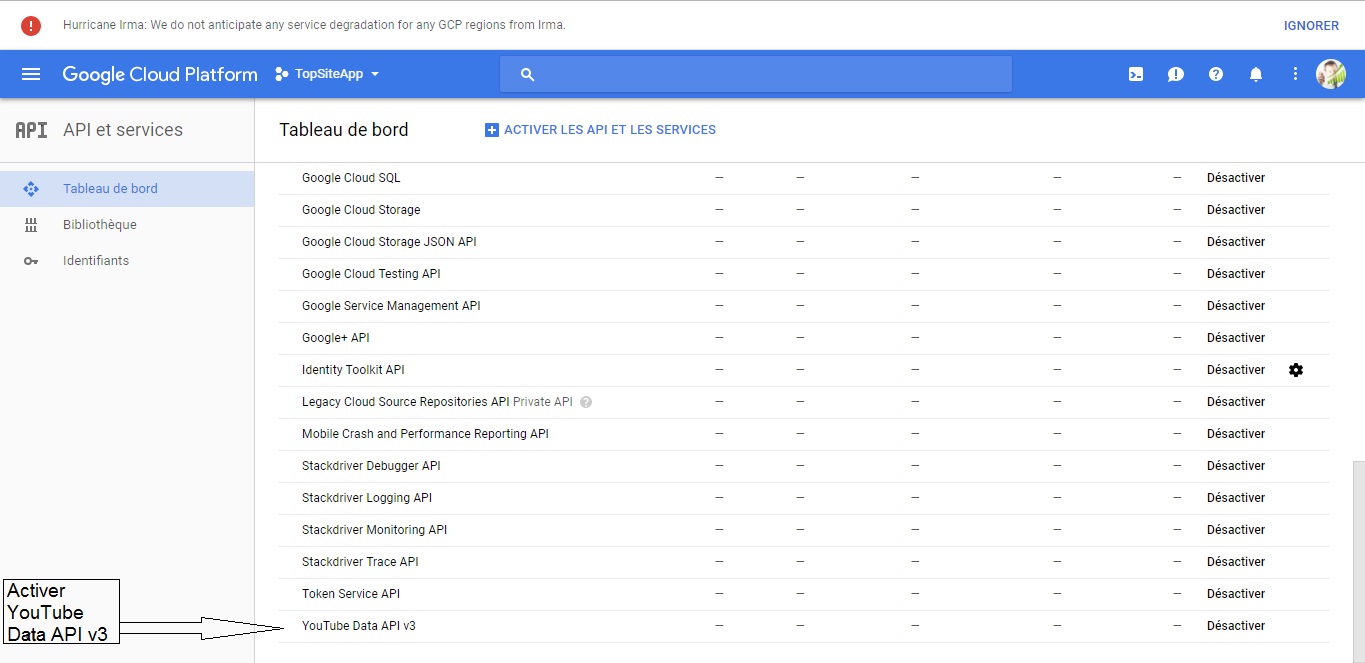 Hurricane Irma: We do not anticipate any service degradation for any GCP regions from Irma.
IGNORER
Google Cloud Platform
TopSiteApp
API API et services
Tableau de bord
ACTIVER LES API ET LES SERVICES
Tableau de bord
Bibliothèque
Identifiants
Google Cloud SQL – – – – – Désactiver
Google Cloud Storage – – – – – Désactiver
Google Cloud Storage JSON API – – – – – Désactiver
Google Cloud Testing API – – – – – Désactiver
Google Service Management API – – – – – Désactiver
Google+ API – – – – – Désactiver
Identity Toolkit API – – – – – Désactiver
Legacy Cloud Source Repositories API Private API ? – – – – – Désactiver
Mobile Crash and Performance Reporting API – – – – – Désactiver
Stackdriver Debugger API – – – – – Désactiver
Stackdriver Logging API – – – – – Désactiver
Stackdriver Monitoring API – – – – – Désactiver
Stackdriver Trace API – – – – – Désactiver
Token Service API – – – – – Désactiver
YouTube Data API v3 – – – – – Désactiver
Activer
YouTube
Data API v3